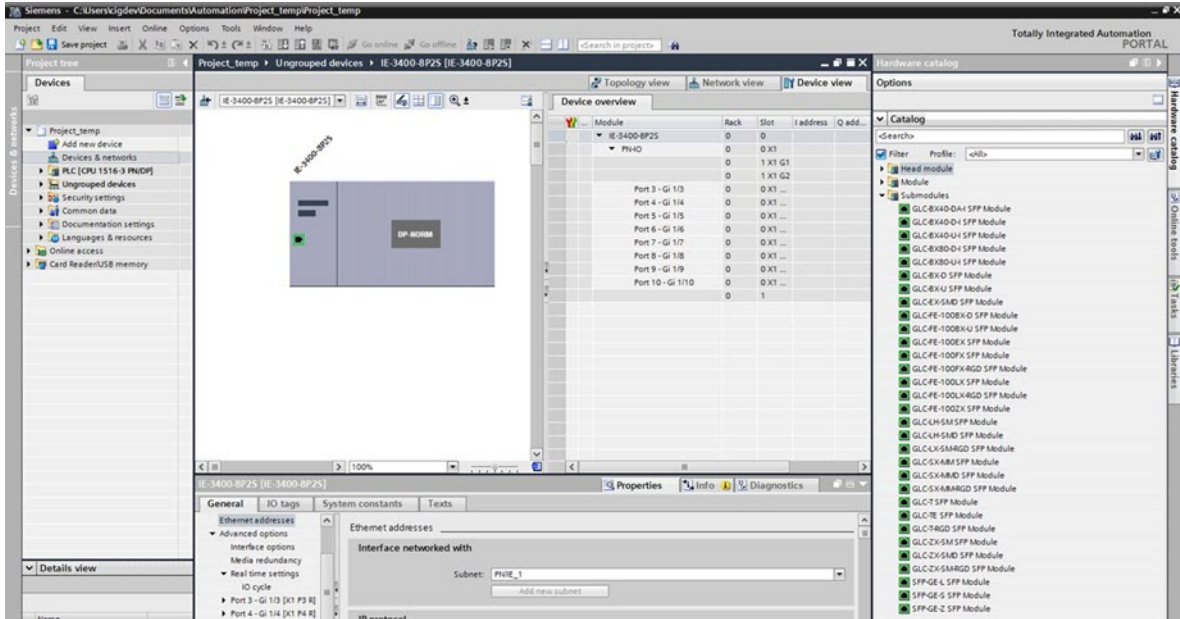 Siemens - C:\Users\cigdev\Documents\Automation\Project_temp\Project_temp
Project Edit View Insert Online Options Tools Window Help
Totally Integrated Automation
PORTAL
Save project
Go online
Go offline
<Search in project>
Project tree
Project_temp ▸ Ungrouped devices ▸ IE-3400-8P2S [IE-3400-8P2S]
Hardware catalog
Devices
Topology view
Network view
Device view
Options
IE-3400-8P2S [IE-3400-8P2S]
Device overview
Devices & networks
Project_temp
Add new device
Devices & networks
PLC [CPU 1516-3 PN/DP]
Ungrouped devices
Security settings
Common data
Documentation settings
Languages & resources
Online access
Card Reader/USB memory
IE-3400-8P2S
DP-NORM
... Module Rack Slot I address Q add...
IE-3400-8P2S 0 0
PN-IO 0 0 X1
0 1 X1 G1
0 1 X1 G2
Port 3 - Gi 1/3 0 0 X1 ...
Port 4 - Gi 1/4 0 0 X1 ...
Port 5 - Gi 1/5 0 0 X1 ...
Port 6 - Gi 1/6 0 0 X1 ...
Port 7 - Gi 1/7 0 0 X1 ...
Port 8 - Gi 1/8 0 0 X1 ...
Port 9 - Gi 1/9 0 0 X1 ...
Port 10 - Gi 1/10 0 0 X1 ...
0 1
Catalog
<Search>
Filter Profile: <All>
Head module
Module
Submodules
GLC-BX40-DA-I SFP Module
GLC-BX40-D-I SFP Module
GLC-BX40-U-I SFP Module
GLC-BX80-D-I SFP Module
GLC-BX80-U-I SFP Module
GLC-BX-D SFP Module
GLC-BX-U SFP Module
GLC-EX-SMD SFP Module
GLC-FE-100BX-D SFP Module
GLC-FE-100BX-U SFP Module
GLC-FE-100EX SFP Module
GLC-FE-100FX SFP Module
GLC-FE-100FX-RGD SFP Module
GLC-FE-100LX SFP Module
GLC-FE-100LX-RGD SFP Module
GLC-FE-100ZX SFP Module
GLC-LH-SM SFP Module
GLC-LH-SMD SFP Module
GLC-LX-SM-RGD SFP Module
GLC-SX-MM SFP Module
GLC-SX-MMD SFP Module
GLC-SX-MM-RGD SFP Module
GLC-T SFP Module
GLC-TE SFP Module
GLC-T-RGD SFP Module
GLC-ZX-SM SFP Module
GLC-ZX-SMD SFP Module
GLC-ZX-SM-RGD SFP Module
SFP-GE-L SFP Module
SFP-GE-S SFP Module
SFP-GE-Z SFP Module
Hardware catalog
Online tools
Tasks
Libraries
100%
IE-3400-8P2S [IE-3400-8P2S]
Properties
Info
Diagnostics
General IO tags System constants Texts
Ethernet addresses
Advanced options
Interface options
Media redundancy
Real time settings
IO cycle
Port 3 - Gi 1/3 [X1 P3 R]
Port 4 - Gi 1/4 [X1 P4 R]
Ethernet addresses
Interface networked with
Subnet: PN/IE_1
Add new subnet
IP protocol
Details view
Name